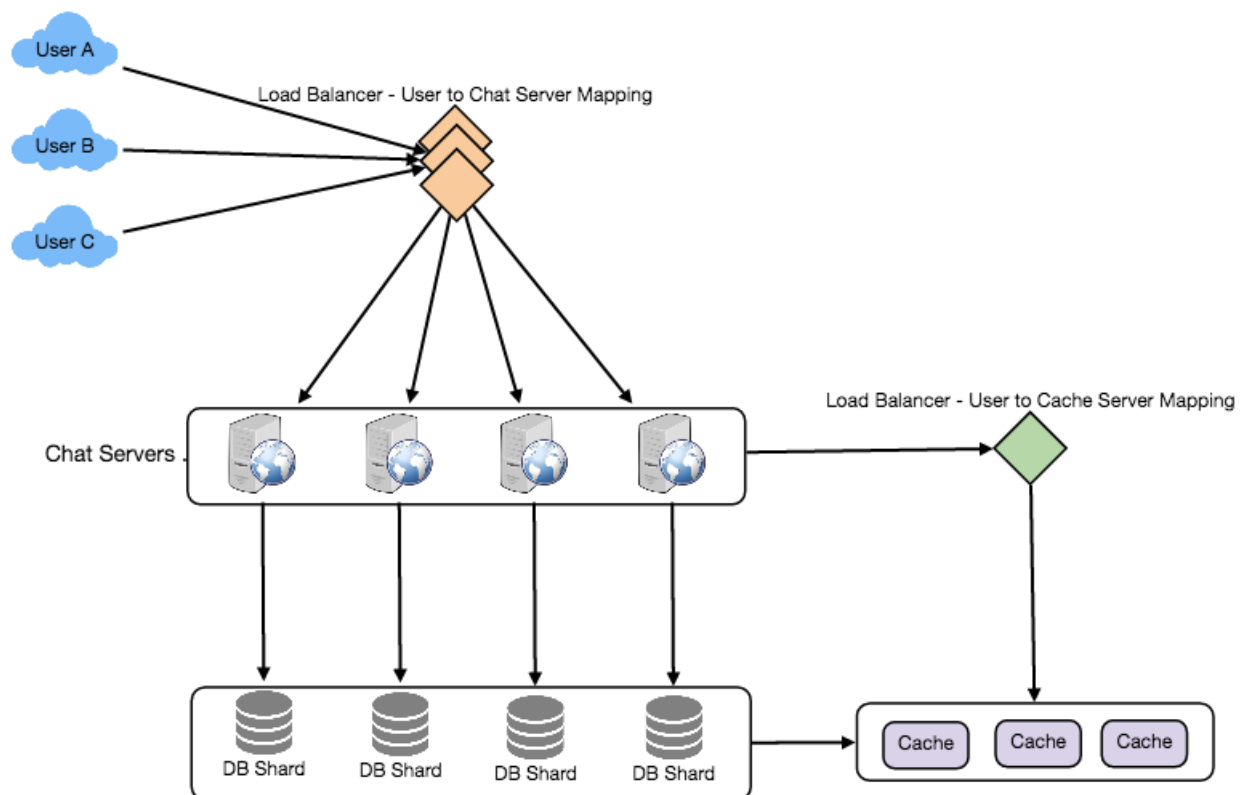 User A
Load Balancer - User to Chat Server Mapping
User B
User C
Load Balancer - User to Cache Server Mapping
Chat Servers
DB Shard
DB Shard
DB Shard
DB Shard
Cache
Cache
Cache